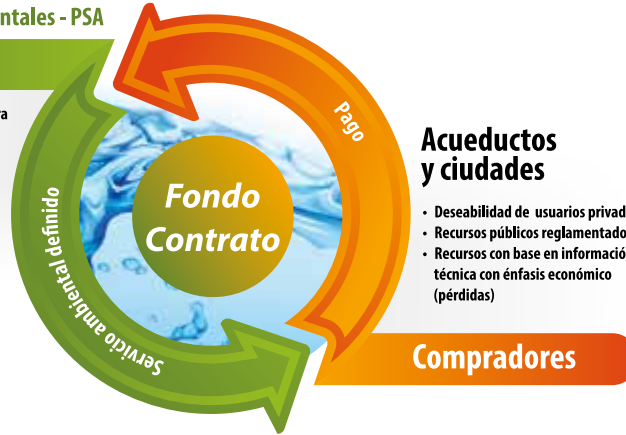 ntales - PSA
ra
Pago
Fondo
Contrato
Servicio ambiental definido
Acueductos
y ciudades
• Deseabilidad de usuarios privad
• Recursos públicos reglamentado
• Recursos con base en informació
técnica con énfasis económico
(pérdidas)
Compradores